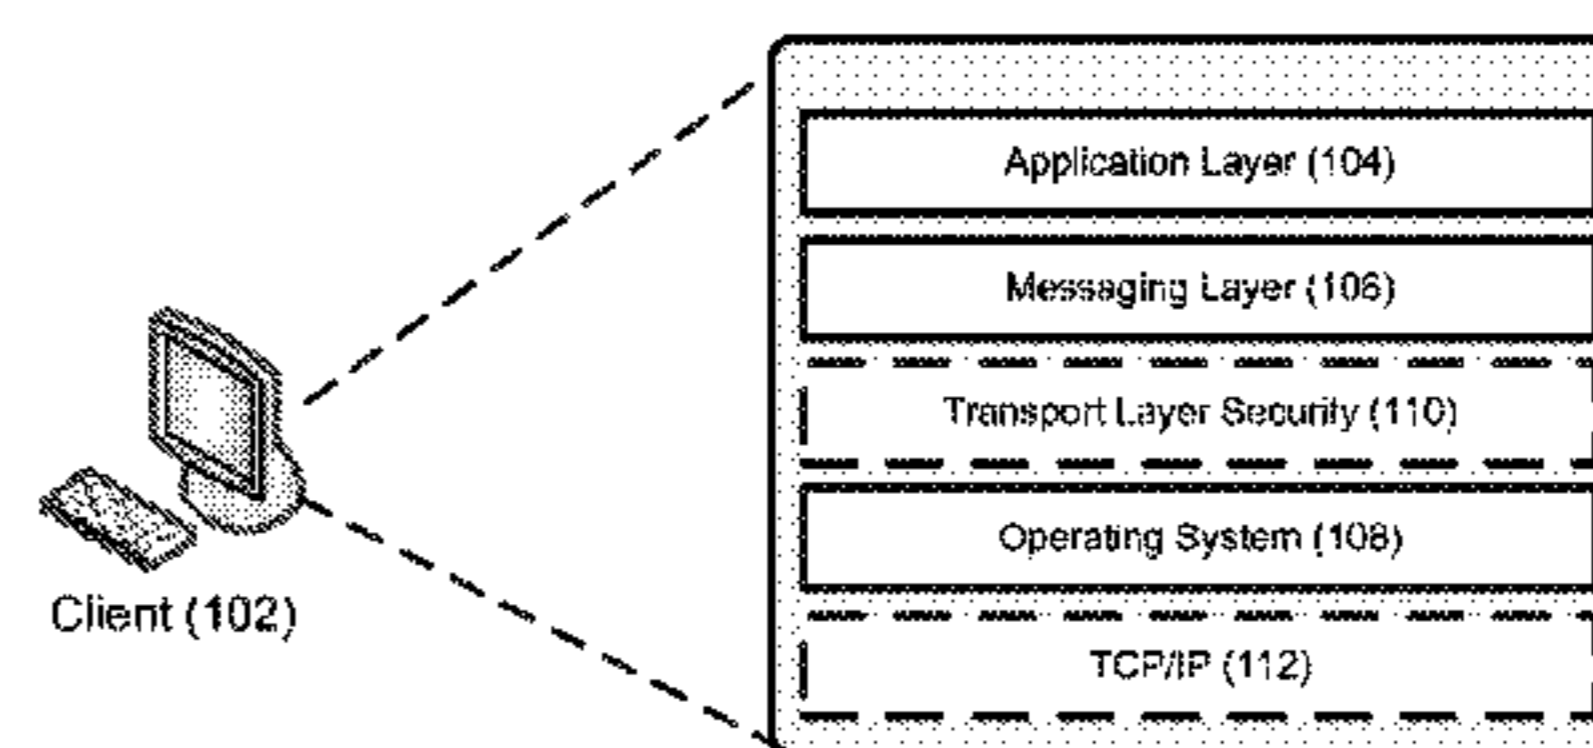 Application Layer (104)
Messaging Layer (106)
Transport Layer Security (110)
Operating System (108)
TCP/IP (112)
Client (102)